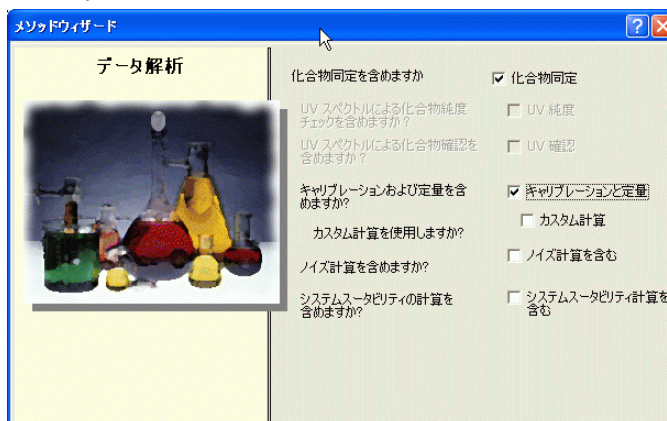 メソッドウィザード
データ解析
化合物同定を含めますか
化合物同定
UV スペクトルによる化合物純度
チェックを含めますか?
UV 純度
UV スペクトルによる化合物確認を
含めますか?
UV 確認
キャリブレーションおよび定量を含
めますか?
キャリブレーションと定量
カスタム計算を使用しますか?
カスタム計算
ノイズ計算を含めますか?
ノイズ計算を含む
システムスータビリティの計算を
含めますか?
システムスータビリティ計算を
含む